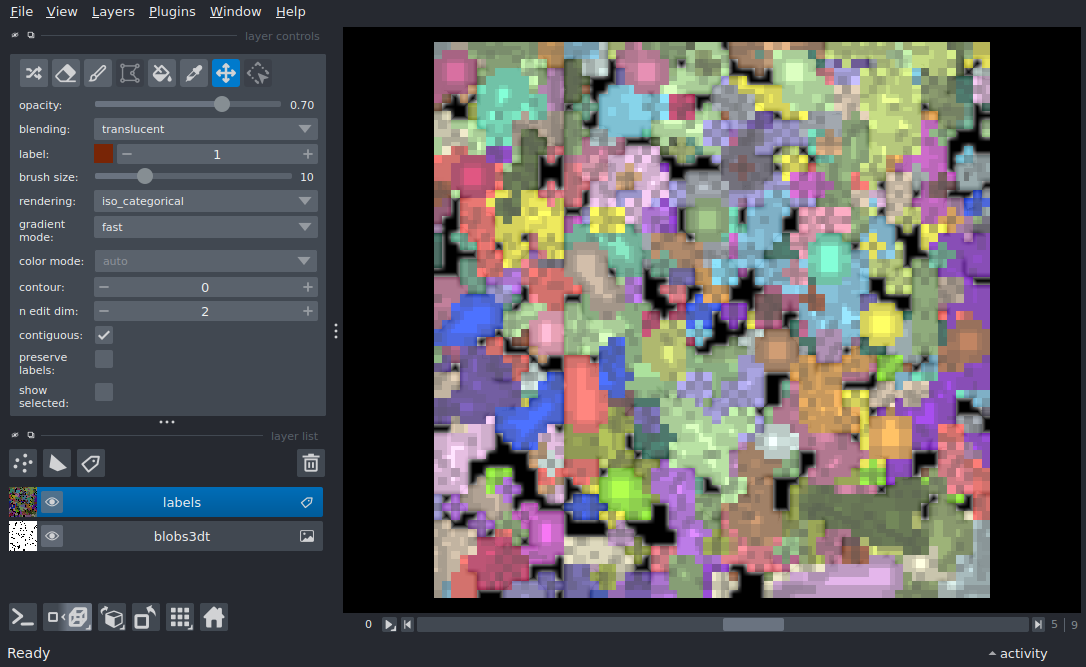 File View Layers Plugins Window Help
layer controls
opacity: 0.70
blending: translucent
label: 1
brush size: 10
rendering: iso_categorical
gradient
mode: fast
color mode: auto
contour: 0
n edit dim: 2
contiguous:
preserve
labels:
show
selected:
layer list
labels
blobs3dt
0 5 9
Ready activity